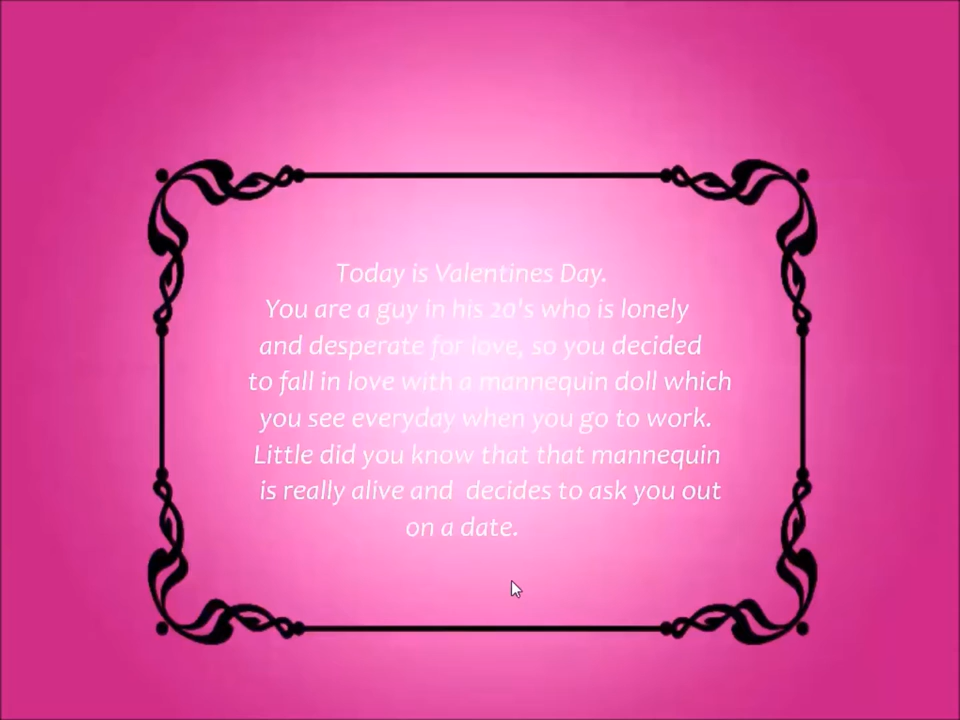 Today is Valentines Day.
You are a guy in his 20's who is lonely
and desperate for love, so you decided
to fall in love with a mannequin doll which
you see everyday when you go to work.
Little did you know that that mannequin
is really alive and  decides to ask you out
on a date.